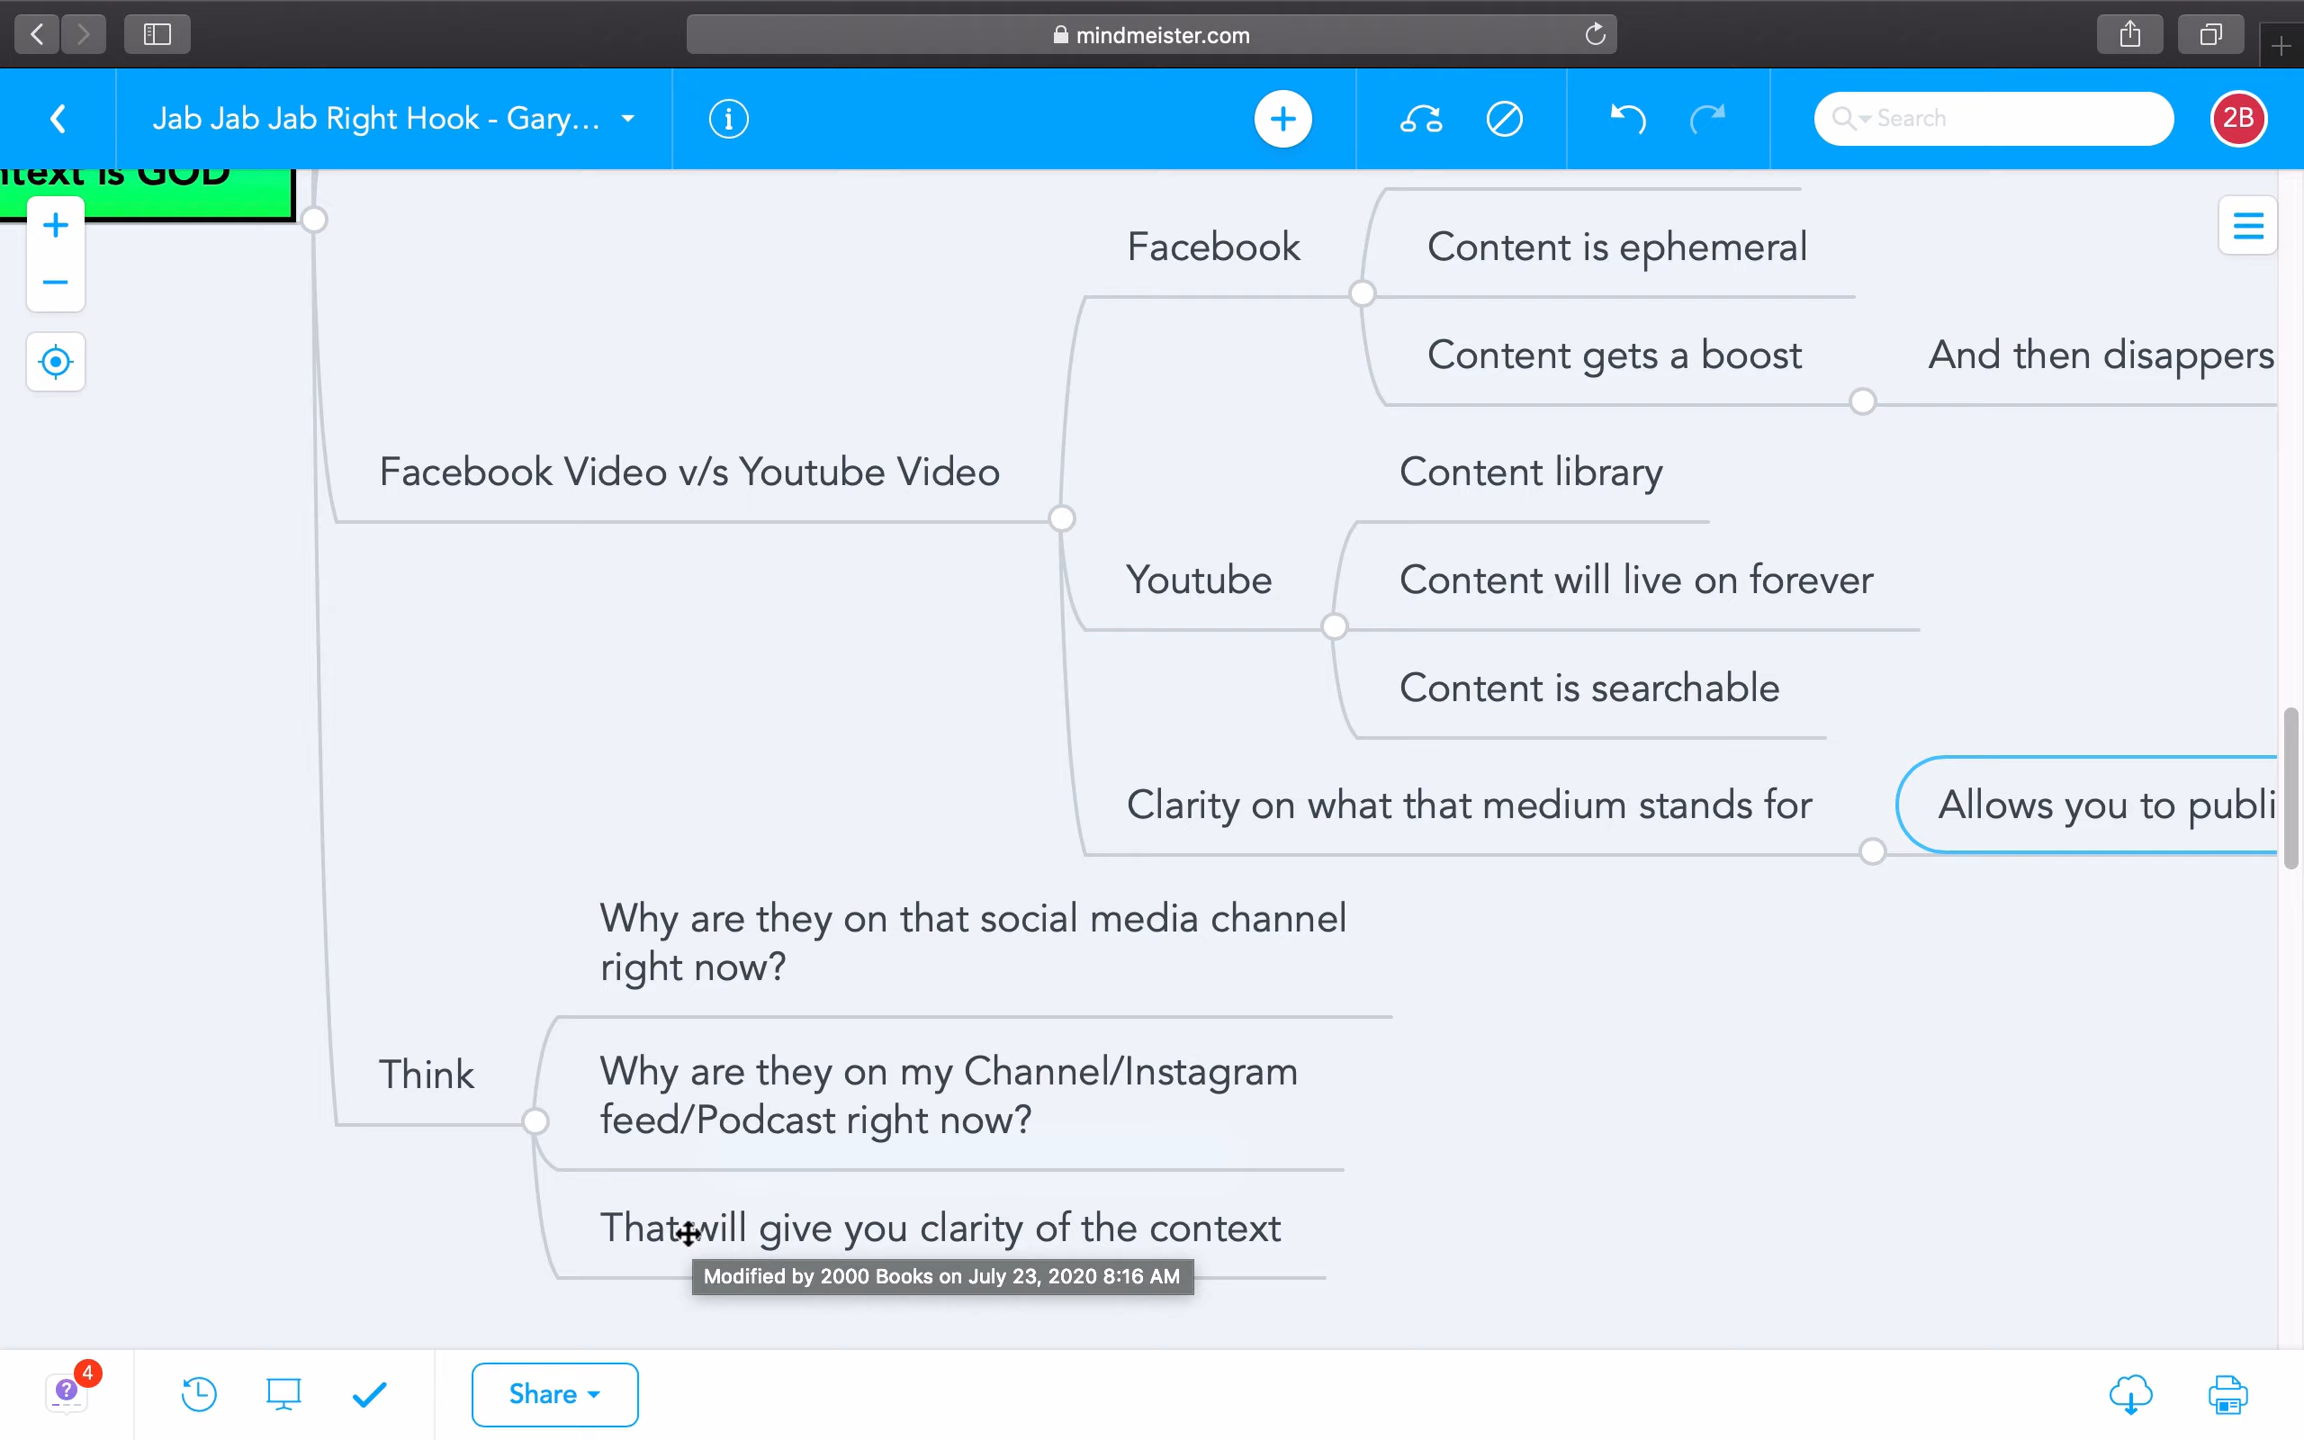 mindmeister.com
Jab Jab Jab Right Hook - Gary...
Search
2B
ntext is GOD
Facebook
Content is ephemeral
Content gets a boost
And then disappers
Facebook Video v/s Youtube Video
Content library
Youtube
Content will live on forever
Content is searchable
Clarity on what that medium stands for
Allows you to publi
Why are they on that social media channel
right now?
Think
Why are they on my Channel/Instagram
feed/Podcast right now?
That will give you clarity of the context
Modified by 2000 Books on July 23, 2020 8:16 AM
4
?
Share